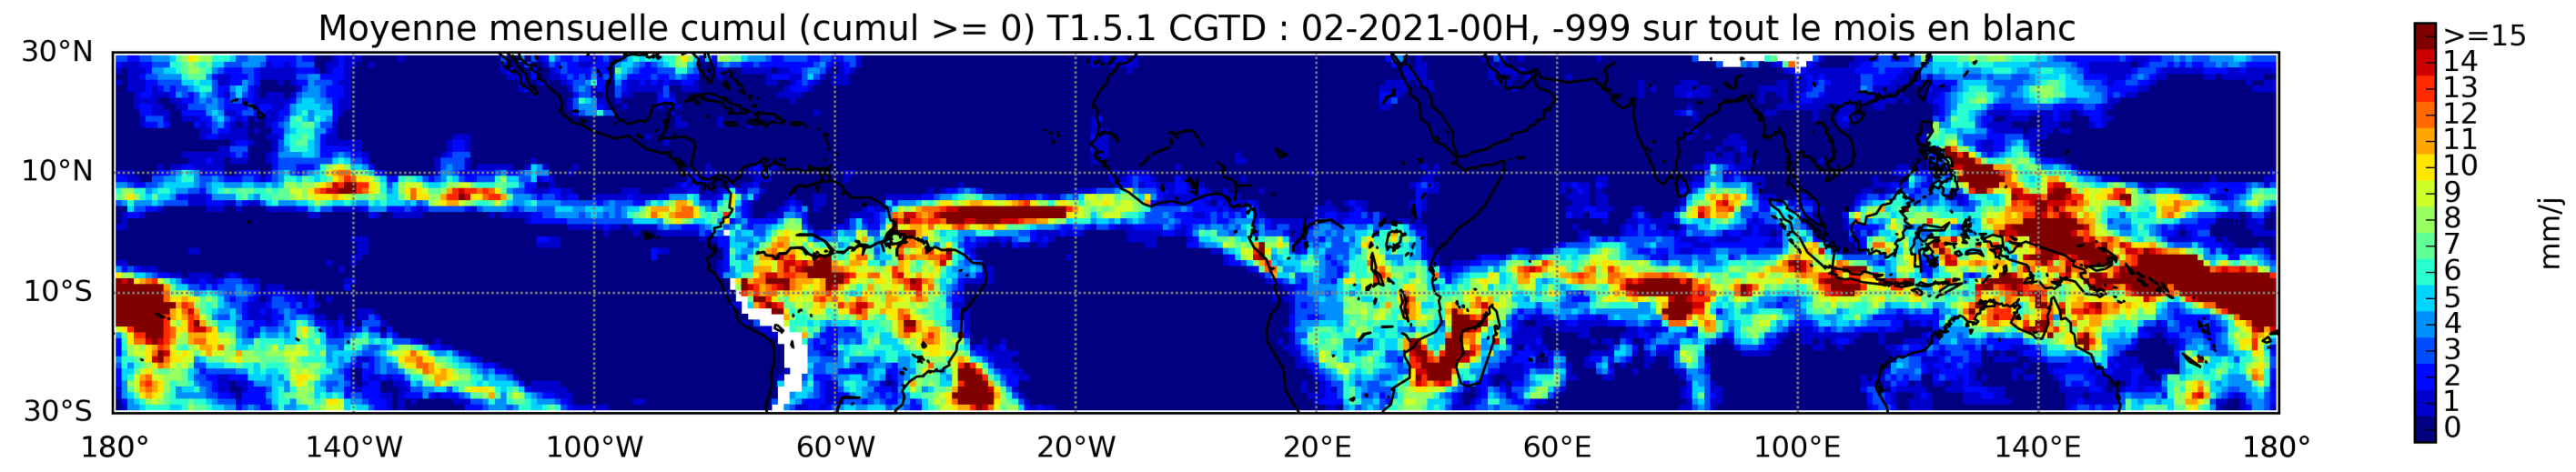 Moyenne mensuelle cumul (cumul >= 0) T1.5.1 CGTD : 02-2021-00H, -999 sur tout le mois en blanc
30°N
10°N
10°S
30°S
180° 140°W 100°W 60°W 20°W 20°E 60°E 100°E 140°E 180°
>=15
14
13
12
11
10
9
8
7
6
5
4
3
2
1
0
mm/j